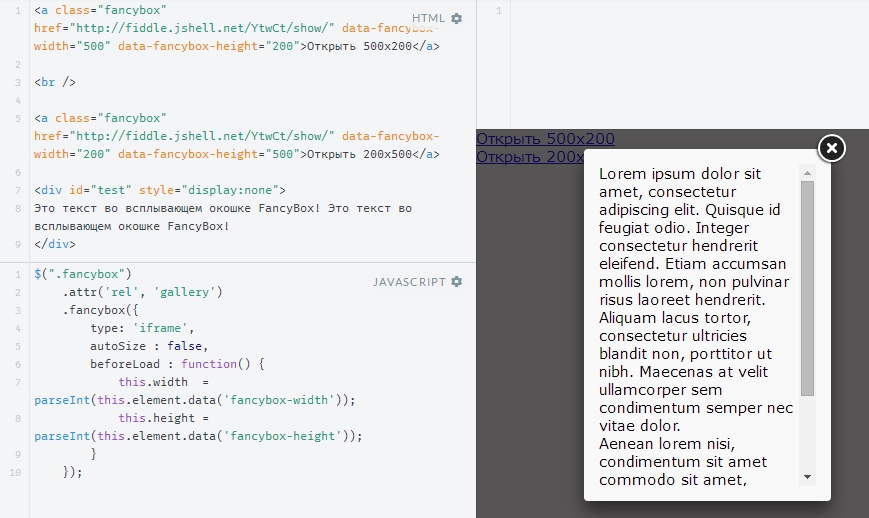 1 <a class="fancybox"
HTML
href="http://fiddle.jshell.net/YtwCt/show/" data-fancybox-
width="500" data-fancybox-height="200">Открыть 500x200</a>
2
3 <br />
4
5 <a class="fancybox"
href="http://fiddle.jshell.net/YtwCt/show/" data-fancybox-
width="200" data-fancybox-height="500">Открыть 200x500</a>
6
7 <div id="test" style="display:none">
8 Это текст во всплывающем окошке FancyBox! Это текст во
всплывающем окошке FancyBox!
9 </div>
1 $(".fancybox")
JAVASCRIPT
2 .attr('rel', 'gallery')
3 .fancybox({
4 type: 'iframe',
5 autoSize : false,
6 beforeLoad : function() {
7 this.width =
parseInt(this.element.data('fancybox-width'));
8 this.height =
parseInt(this.element.data('fancybox-height'));
9 }
10 });
1
Открыть 500x200
Открыть 200x
Lorem ipsum dolor sit
amet, consectetur
adipiscing elit. Quisque id
feugiat odio. Integer
consectetur hendrerit
eleifend. Etiam accumsan
mollis lorem, non pulvinar
risus laoreet hendrerit.
Aliquam lacus tortor,
consectetur ultricies
blandit non, porttitor ut
nibh. Maecenas at velit
ullamcorper sem
condimentum semper nec
vitae dolor.
Aenean lorem nisi,
condimentum sit amet
commodo sit amet,